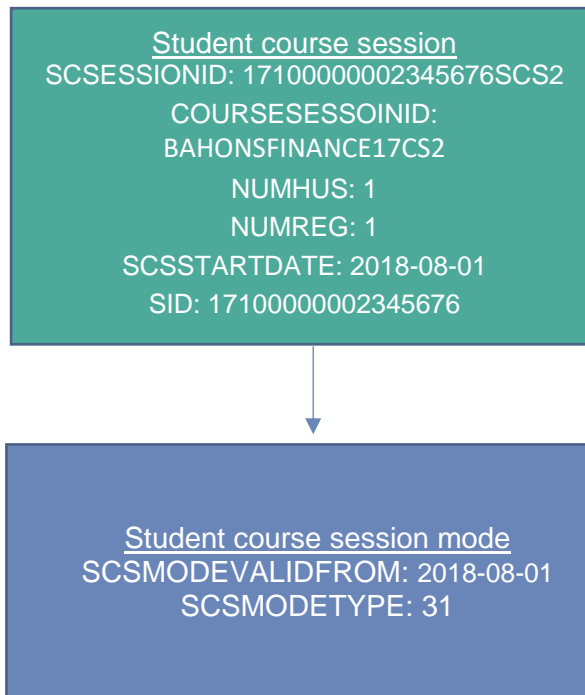 Student course session
SCSESSIONID: 17100000002345676SCS2
COURSESESSOINID:
BAHONSFINANCE17CS2
NUMHUS: 1
NUMREG: 1
SCSSTARTDATE: 2018-08-01
SID: 17100000002345676
Student course session mode
SCSMODEVALIDFROM: 2018-08-01
SCSMODETYPE: 31